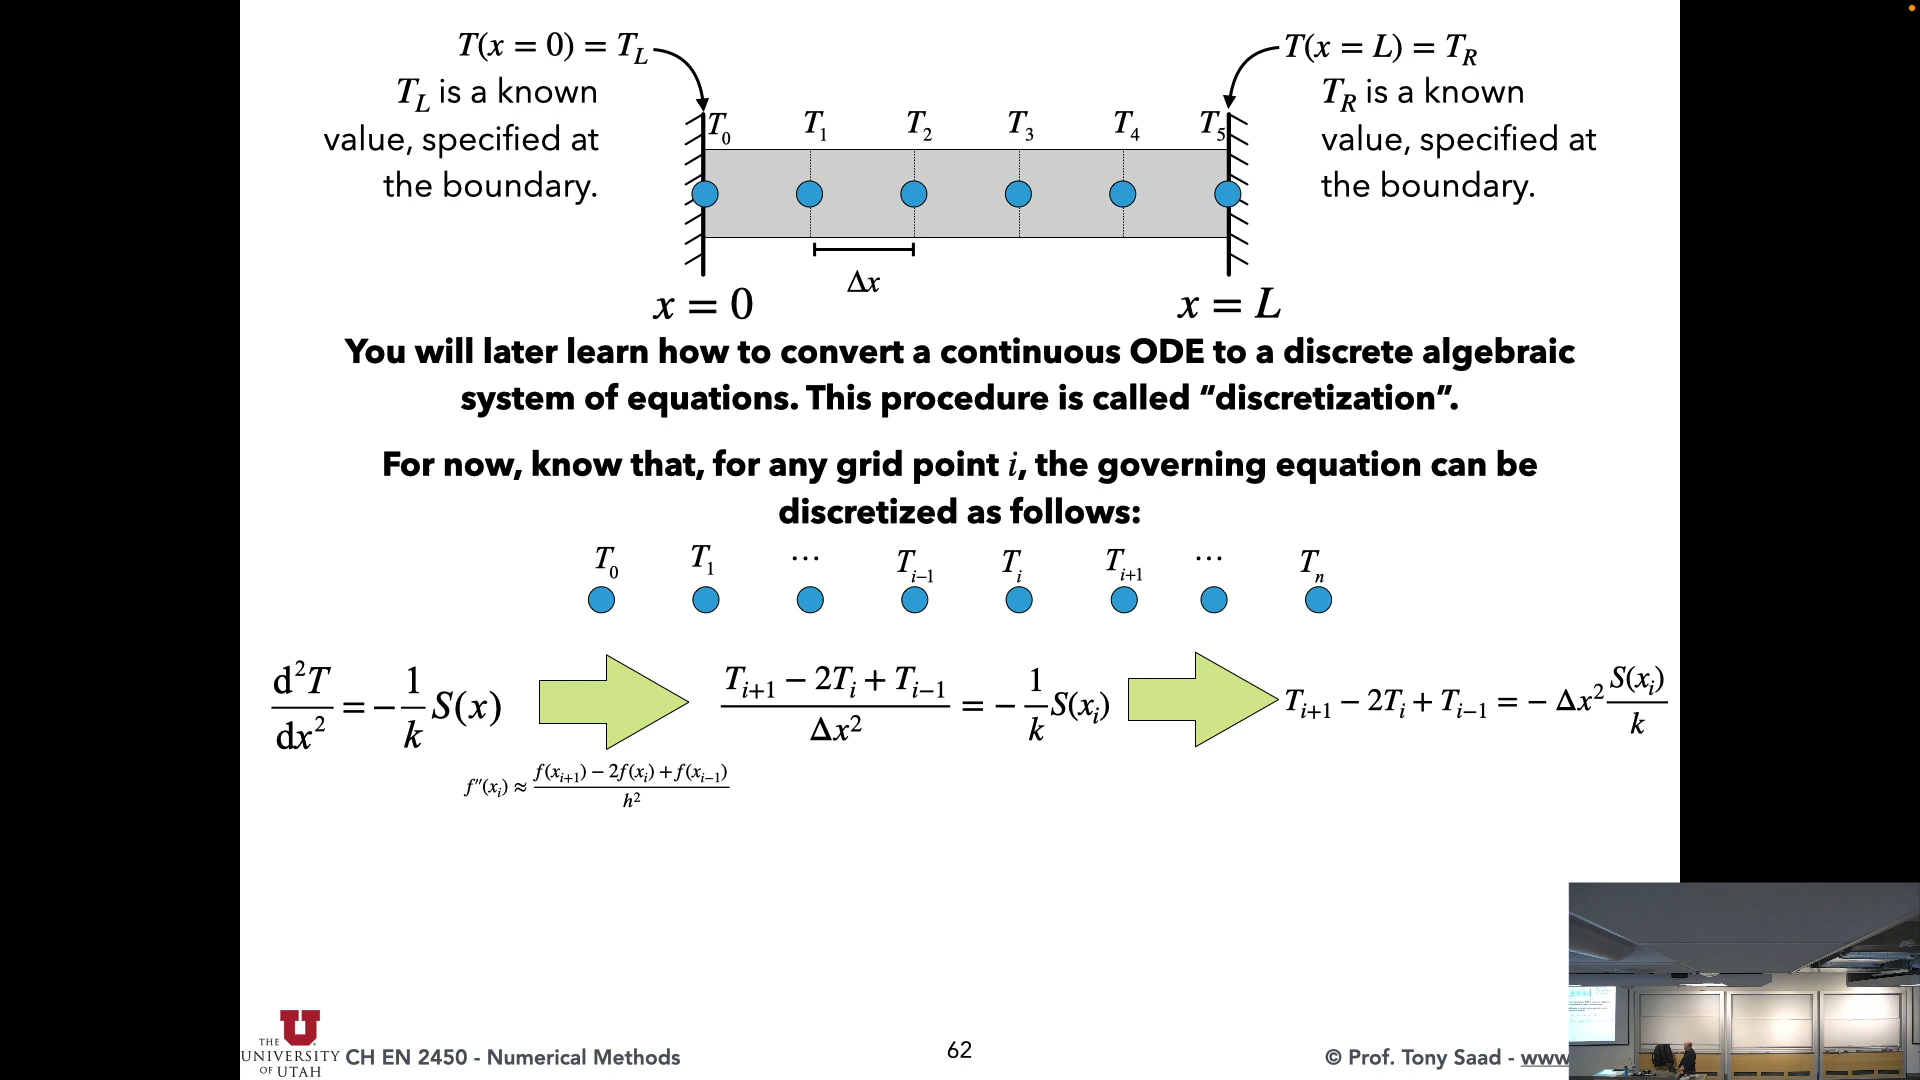 T(x = 0) = T_L
T_L is a known
value, specified at
the boundary.
T(x = L) = T_R
T_R is a known
value, specified at
the boundary.
T_0 T_1 T_2 T_3 T_4 T_5
Δx
x = 0
x = L
You will later learn how to convert a continuous ODE to a discrete algebraic
system of equations. This procedure is called “discretization”.
For now, know that, for any grid point i, the governing equation can be
discretized as follows:
T_0 T_1 ⋯ T_{i−1} T_i T_{i+1} ⋯ T_n
d²T/dx² = −1/k S(x)
(T_{i+1} − 2T_i + T_{i−1})/Δx² = −1/k S(x_i)
T_{i+1} − 2T_i + T_{i−1} = − Δx² S(x_i)/k
f″(x_i) ≈ (f(x_{i+1}) − 2f(x_i) + f(x_{i−1}))/h²
THE
UNIVERSITY
OF UTAH
CH EN 2450 - Numerical Methods
62
© Prof. Tony Saad - www